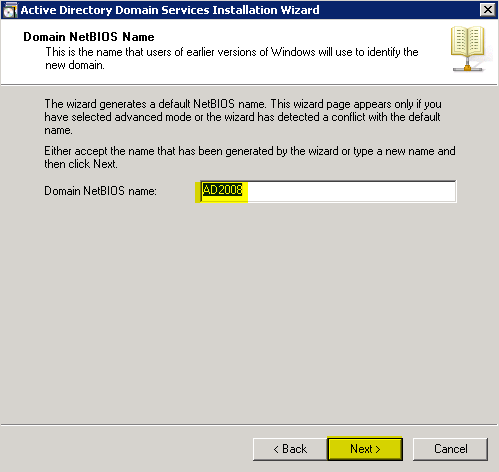 Active Directory Domain Services Installation Wizard
Domain NetBIOS Name
This is the name that users of earlier versions of Windows will use to identify the
new domain.
The wizard generates a default NetBIOS name. This wizard page appears only if you
have selected advanced mode or the wizard has detected a conflict with the default
name.
Either accept the name that has been generated by the wizard or type a new name and
then click Next.
Domain NetBIOS name: AD2008
< Back Next > Cancel